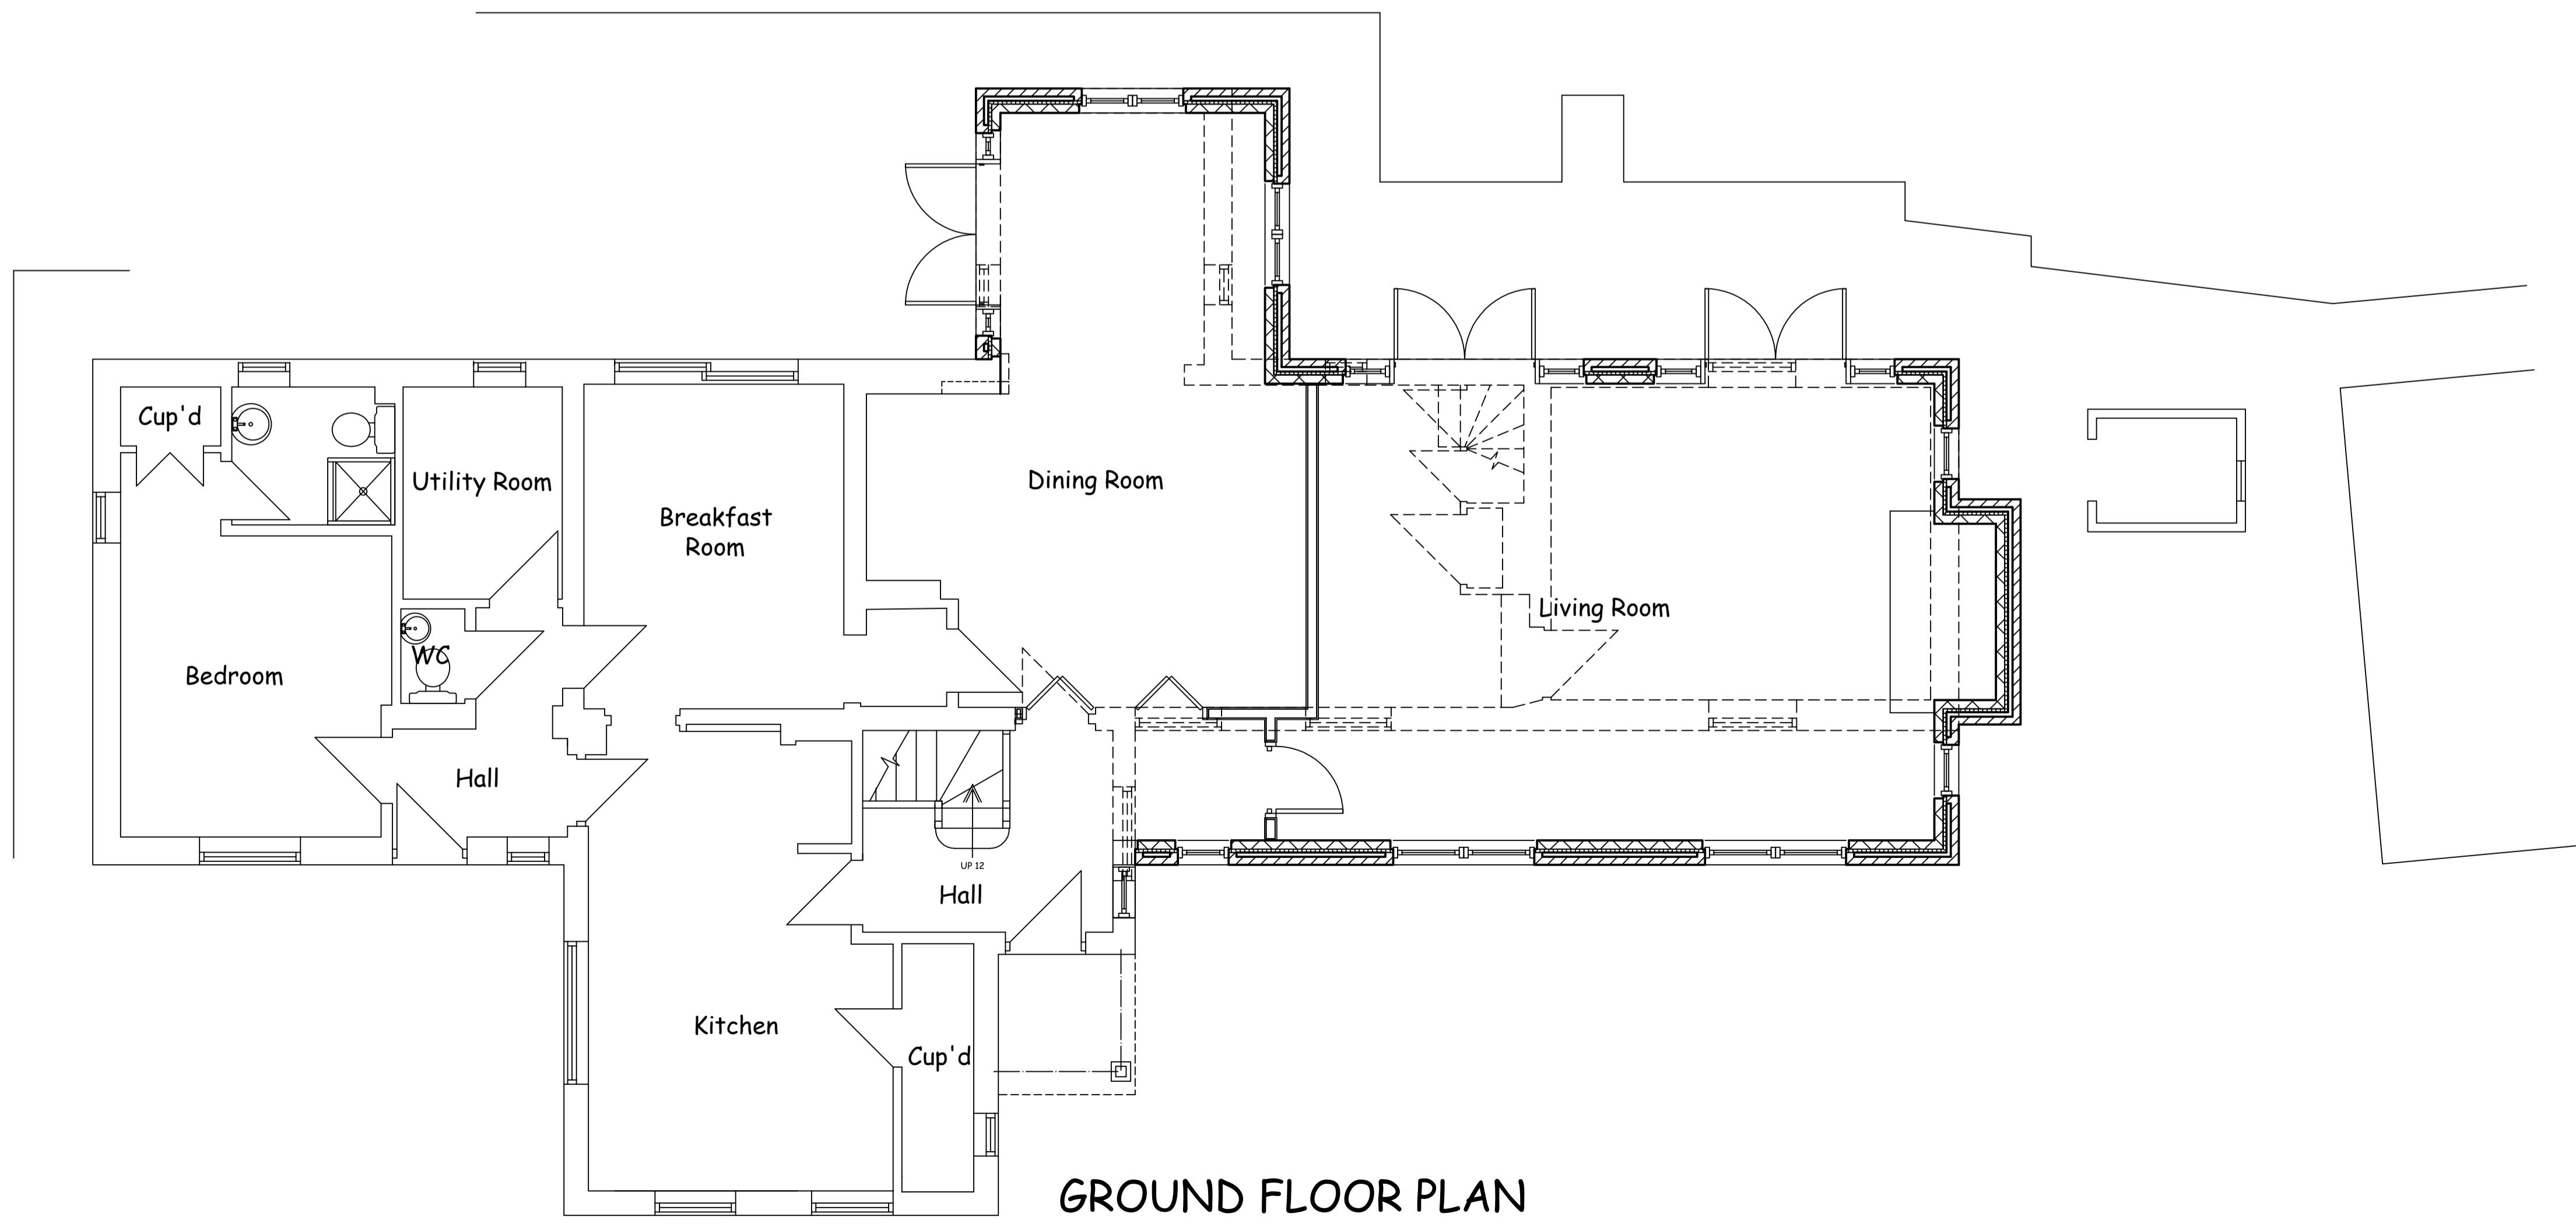 Cup'd
Utility Room
Dining Room
Breakfast
Room
Living Room
WC
Bedroom
Hall
UP 12
Hall
Kitchen
Cup'd
GROUND FLOOR PLAN